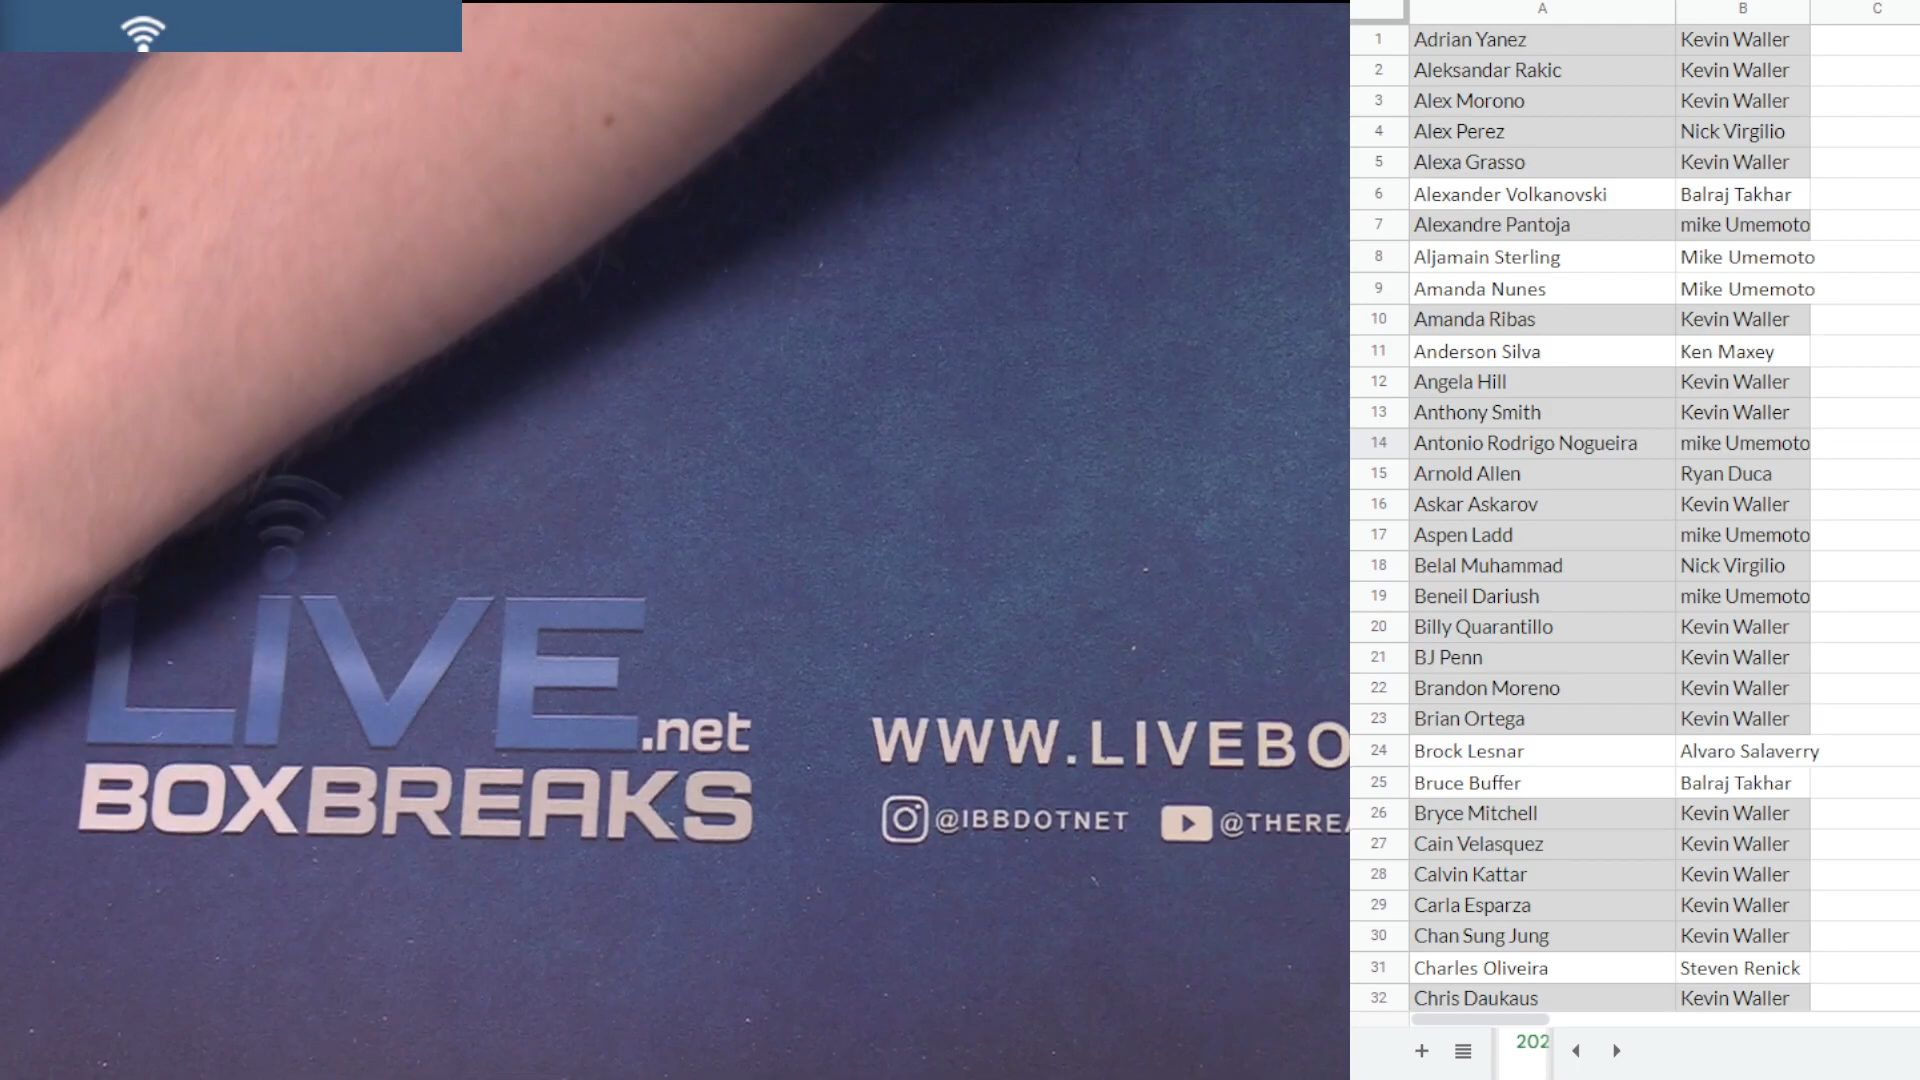 LIVE.net
BOXBREAKS
WWW.LIVEBO
@IBBDOTNET @THEREA
A B C
1 Adrian Yanez Kevin Waller
2 Aleksandar Rakic Kevin Waller
3 Alex Morono Kevin Waller
4 Alex Perez Nick Virgilio
5 Alexa Grasso Kevin Waller
6 Alexander Volkanovski Balraj Takhar
7 Alexandre Pantoja mike Umemoto
8 Aljamain Sterling Mike Umemoto
9 Amanda Nunes Mike Umemoto
10 Amanda Ribas Kevin Waller
11 Anderson Silva Ken Maxey
12 Angela Hill Kevin Waller
13 Anthony Smith Kevin Waller
14 Antonio Rodrigo Nogueira mike Umemoto
15 Arnold Allen Ryan Duca
16 Askar Askarov Kevin Waller
17 Aspen Ladd mike Umemoto
18 Belal Muhammad Nick Virgilio
19 Beneil Dariush mike Umemoto
20 Billy Quarantillo Kevin Waller
21 BJ Penn Kevin Waller
22 Brandon Moreno Kevin Waller
23 Brian Ortega Kevin Waller
24 Brock Lesnar Alvaro Salaverry
25 Bruce Buffer Balraj Takhar
26 Bryce Mitchell Kevin Waller
27 Cain Velasquez Kevin Waller
28 Calvin Kattar Kevin Waller
29 Carla Esparza Kevin Waller
30 Chan Sung Jung Kevin Waller
31 Charles Oliveira Steven Renick
32 Chris Daukaus Kevin Waller
202